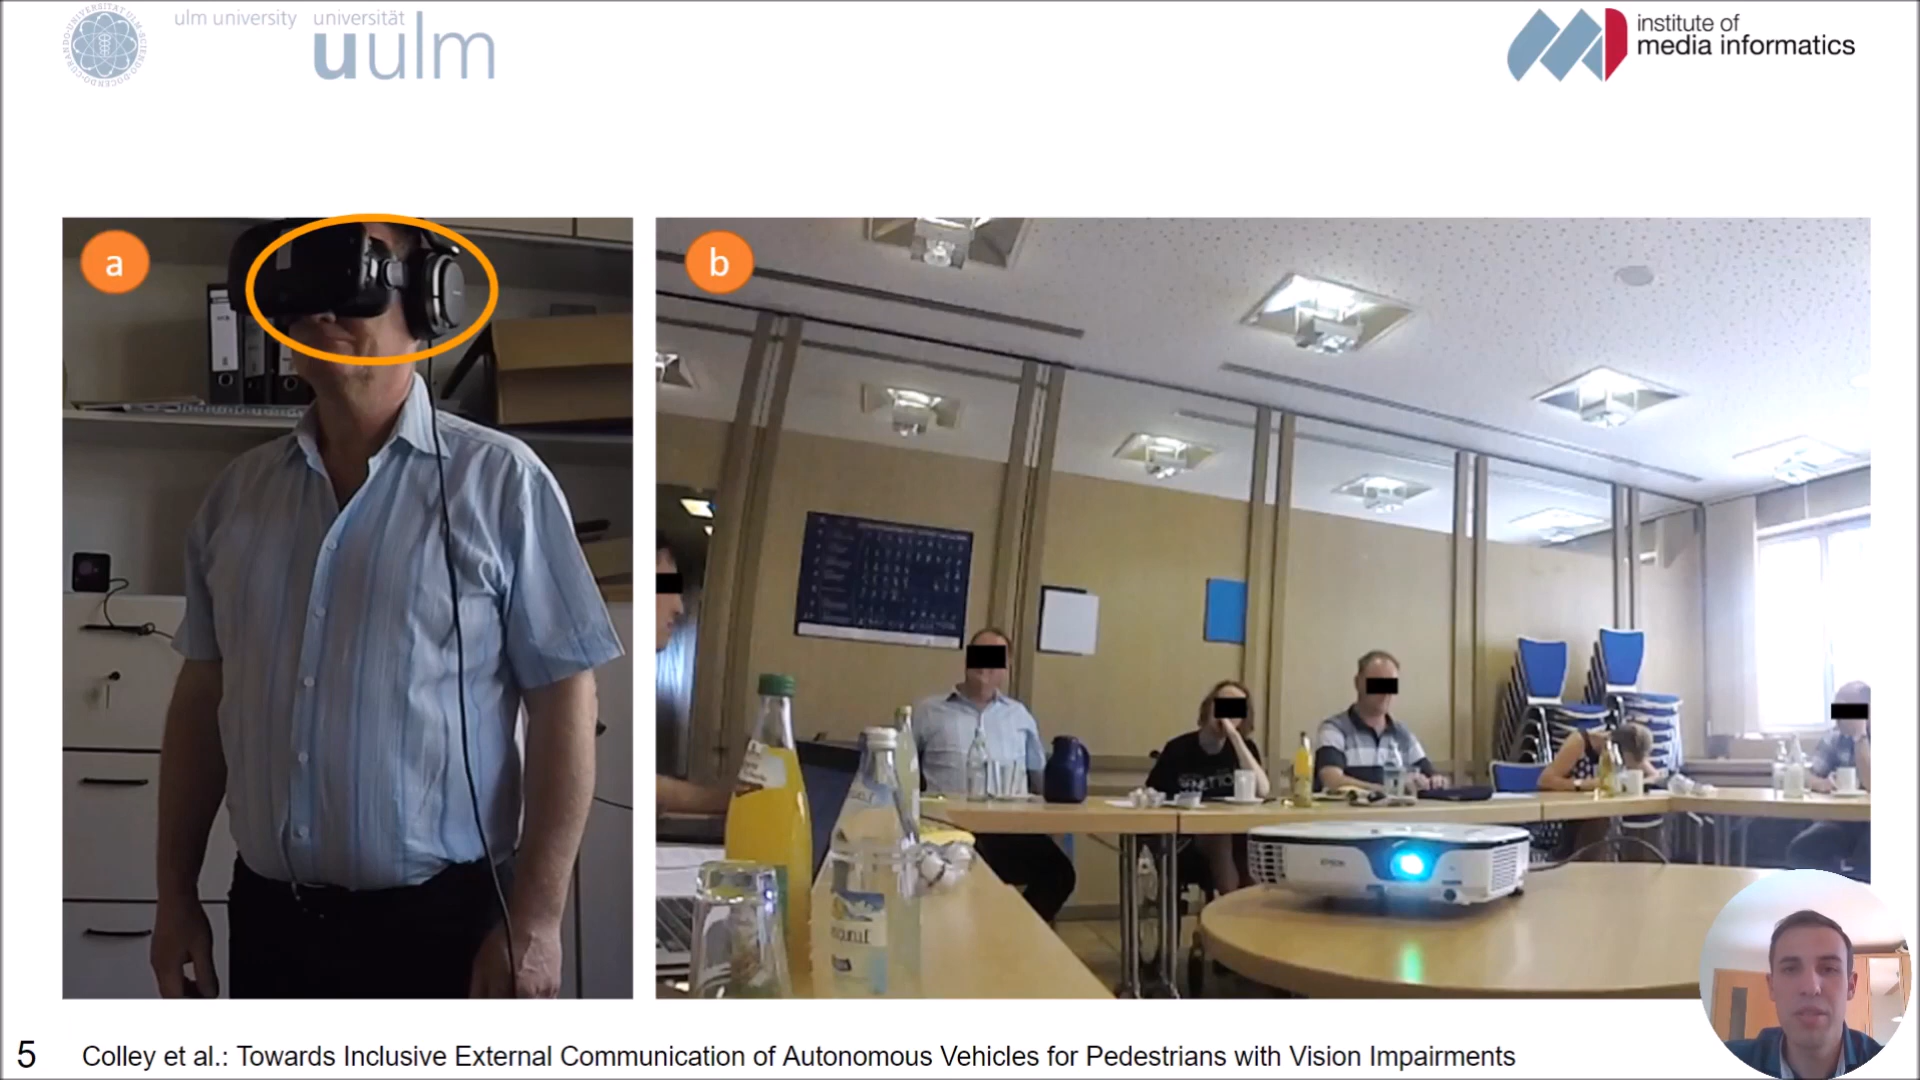 ulm university universität
uulm
institute of
media informatics
a
b
EPSON
5
Colley et al.: Towards Inclusive External Communication of Autonomous Vehicles for Pedestrians with Vision Impairments